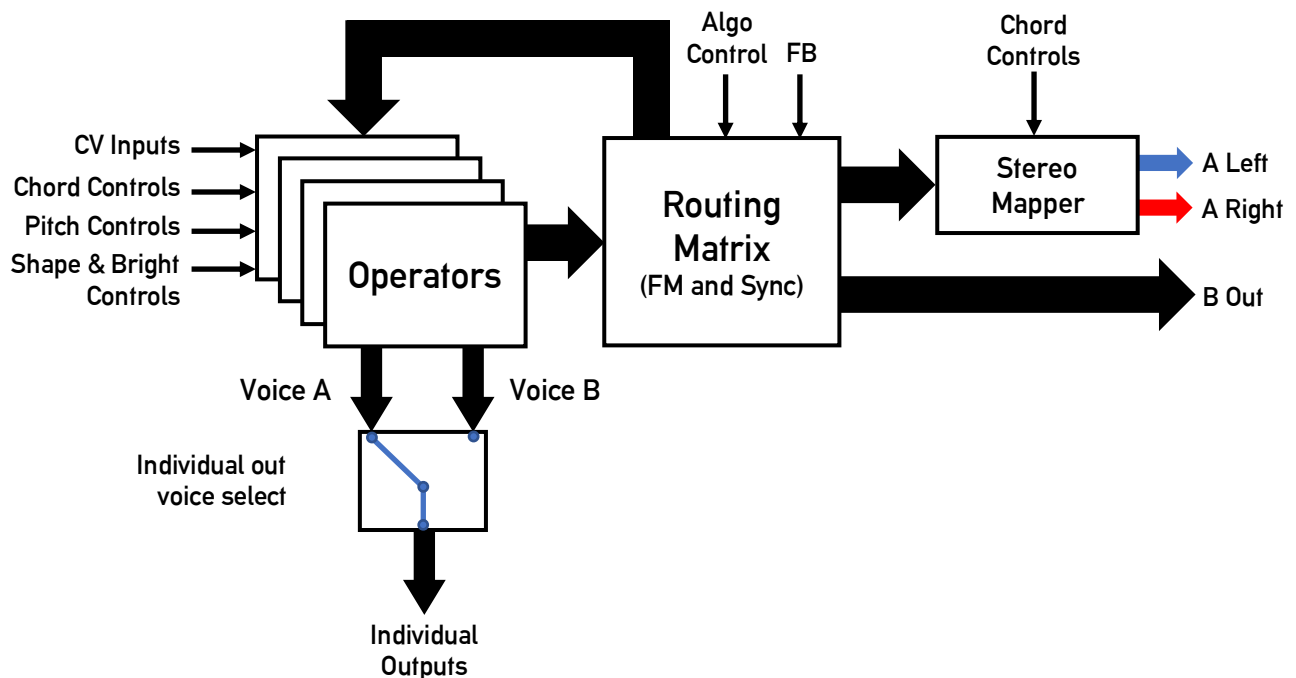 Algo
Control
FB
Chord
Controls
CV Inputs
Chord Controls
Pitch Controls
Shape & Bright
Controls
Operators
Routing
Matrix
(FM and Sync)
Stereo
Mapper
A Left
A Right
B Out
Voice A
Voice B
Individual out
voice select
Individual
Outputs